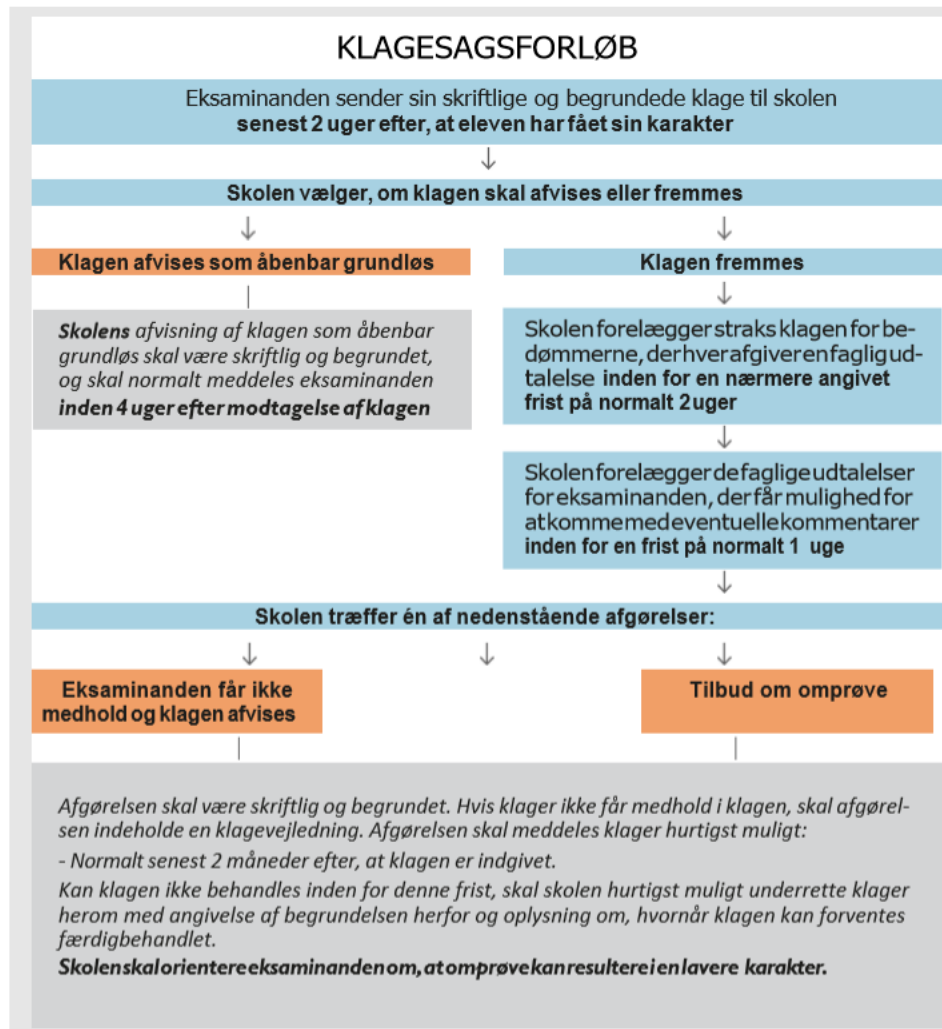 KLAGESAGSFORLØB
Eksaminanden sender sin skriftlige og begrundede klage til skolen
senest 2 uger efter, at eleven har fået sin karakter
Skolen vælger, om klagen skal afvises eller fremmes
Klagen afvises som åbenbar grundløs
Klagen fremmes
Skolens afvisning af klagen som åbenbar
grundløs skal være skriftlig og begrundet,
og skal normalt meddeles eksaminanden
inden 4 uger efter modtagelse af klagen
Skolen forelægger straks klagen for be-
dømmerne, der hver afgiver en faglig ud-
talelse inden for en nærmere angivet
frist på normalt 2 uger
Skolen forelægger de faglige udtalelser
for eksaminanden, der får mulighed for
at komme med eventuelle kommentarer
inden for en frist på normalt 1 uge
Skolen træffer én af nedenstående afgørelser:
Eksaminanden får ikke
medhold og klagen afvises
Tilbud om omprøve
Afgørelsen skal være skriftlig og begrundet. Hvis klager ikke får medhold i klagen, skal afgørel-
sen indeholde en klagevejledning. Afgørelsen skal meddeles klager hurtigst muligt:
- Normalt senest 2 måneder efter, at klagen er indgivet.
Kan klagen ikke behandles inden for denne frist, skal skolen hurtigst muligt underrette klager
herom med angivelse af begrundelsen herfor og oplysning om, hvornår klagen kan forventes
færdigbehandlet.
Skolen skal orientere eksaminanden om, at omprøve kan resultere i en lavere karakter.